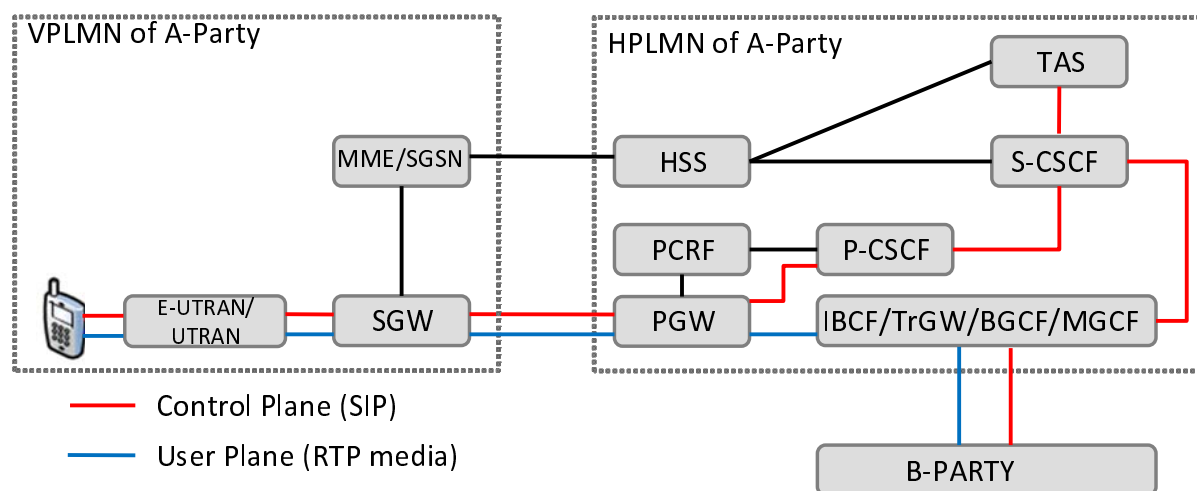 VPLMN of A-Party
HPLMN of A-Party
TAS
MME/SGSN
HSS
S-CSCF
PCRF
P-CSCF
E-UTRAN/
UTRAN
SGW
PGW
IBCF/TrGW/BGCF/MGCF
Control Plane (SIP)
User Plane (RTP media)
B-PARTY